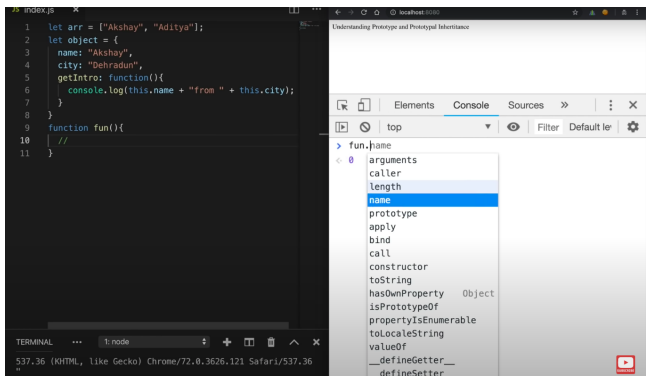 JS index.js ×
1 let arr = ["Akshay", "Aditya"];
2 let object = {
3 name: "Akshay",
4 city: "Dehradun",
5 getIntro: function(){
6 console.log(this.name + "from " + this.city);
7 }
8 }
9 function fun(){
10 //
11 }
TERMINAL ••• 1: node
537.36 (KHTML, like Gecko) Chrome/72.0.3626.121 Safari/537.36
"
localhost:8080
Understanding Prototype and Prototypal Inheritance
Elements Console Sources »
top Filter Default le
> fun.name
0
arguments
caller
length
name
prototype
apply
bind
call
constructor
toString
hasOwnProperty Object
isPrototypeOf
propertyIsEnumerable
toLocaleString
valueOf
__defineGetter__
__defineSetter
SUBSCRIBE